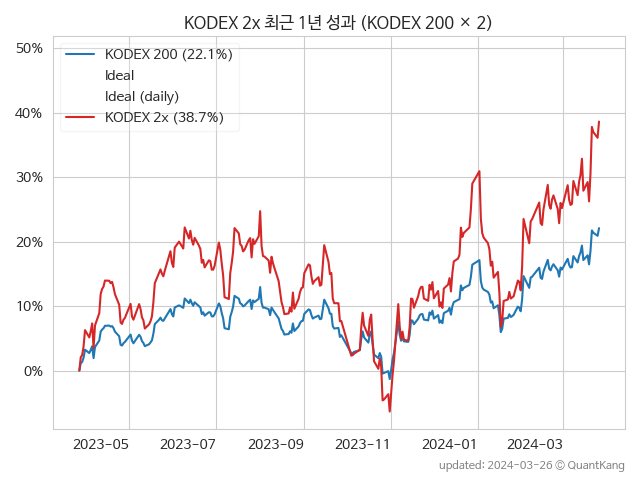 KODEX 2x 최근 1년 성과 (KODEX 200 × 2)
50%
40%
30%
20%
10%
0%
KODEX 200 (22.1%)
Ideal
Ideal (daily)
KODEX 2x (38.7%)
2023-05
2023-07
2023-09
2023-11
2024-01
2024-03
updated: 2024-03-26 © QuantKang